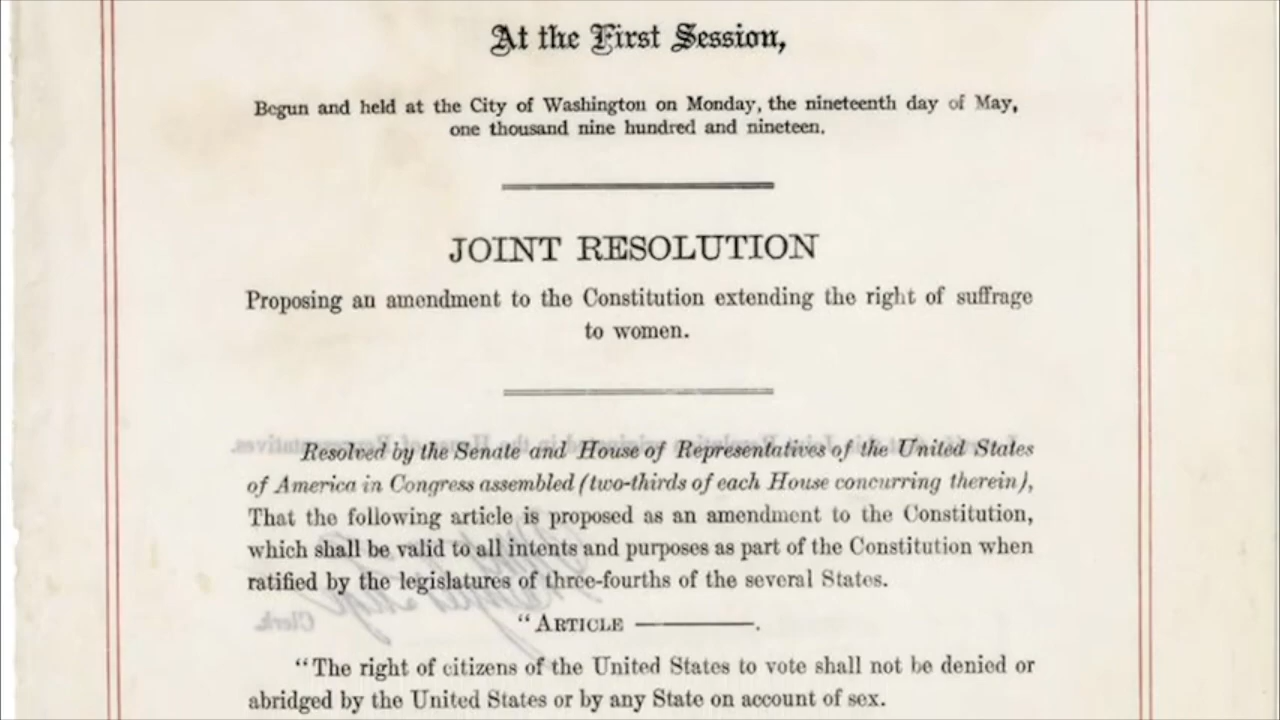 At the First Session,
Begun and held at the City of Washington on Monday, the nineteenth day of May,
one thousand nine hundred and nineteen.
JOINT RESOLUTION
Proposing an amendment to the Constitution extending the right of suffrage
to women.
Resolved by the Senate and House of Representatives of the United States
of America in Congress assembled (two-thirds of each House concurring therein),
That the following article is proposed as an amendment to the Constitution,
which shall be valid to all intents and purposes as part of the Constitution when
ratified by the legislatures of three-fourths of the several States.
"ARTICLE ———.
"The right of citizens of the United States to vote shall not be denied or
abridged by the United States or by any State on account of sex.